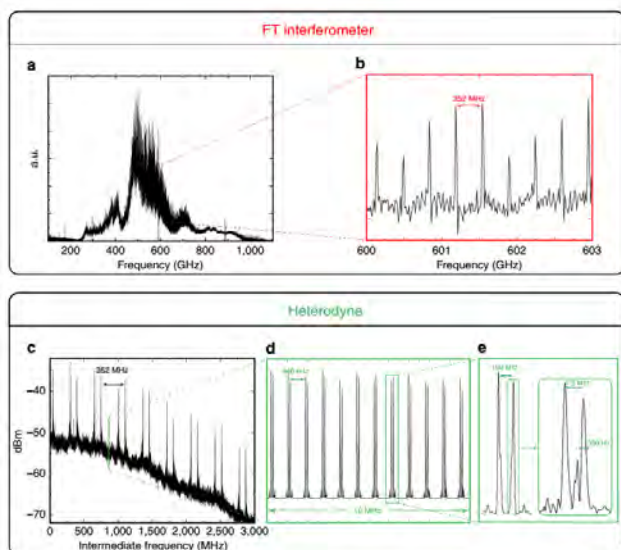 FT interferometer
a
b
a.u.
200
400
600
800
1,000
Frequency (GHz)
352 MHz
600
601
602
603
Frequency (GHz)
Heterodyne
c
d
e
352 MHz
dBm
−40
−50
−60
−70
0
500
1,000
1,500
2,000
2,500
3,000
Intermediate frequency (MHz)
10 MHz